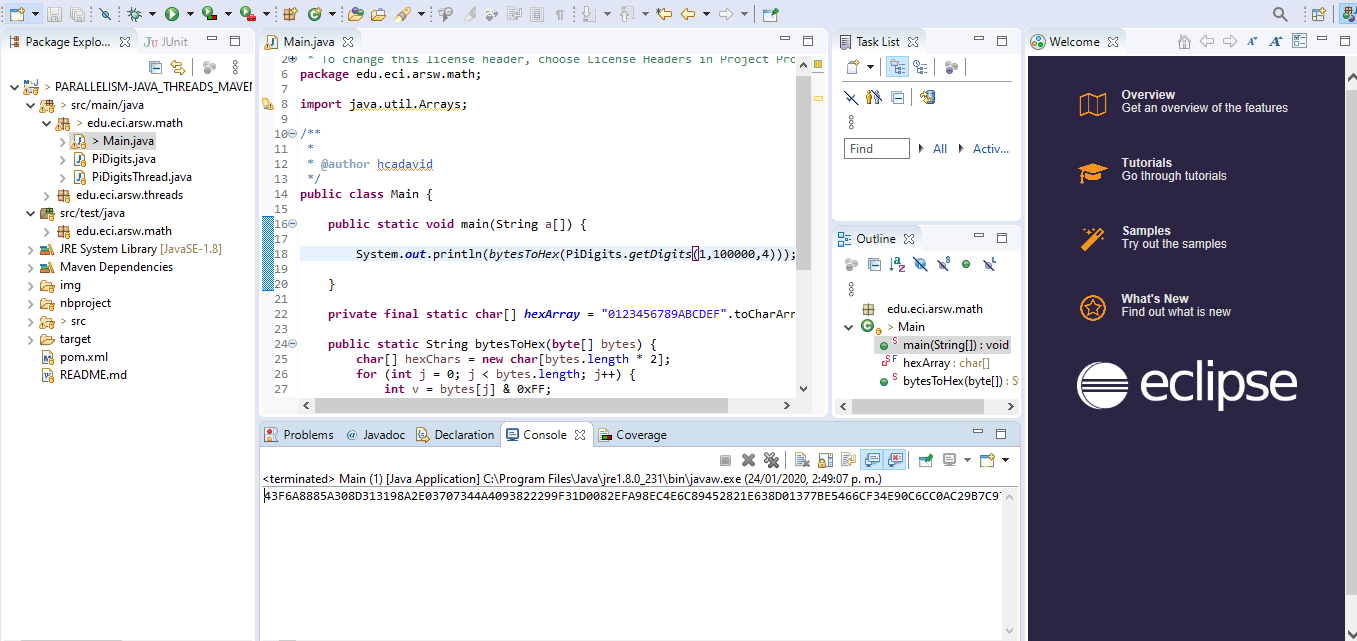 Package Explo...
JUnit
PARALLELISM-JAVA_THREADS_MAVEN
> src/main/java
> edu.eci.arsw.math
> Main.java
PiDigits.java
PiDigitsThread.java
edu.eci.arsw.threads
src/test/java
edu.eci.arsw.math
JRE System Library [JavaSE-1.8]
Maven Dependencies
img
nbproject
> src
target
pom.xml
README.md
Main.java
2 * To change this license header, choose License Headers in Project Pro
6 package edu.eci.arsw.math;
7
8 import java.util.Arrays;
9
10 /**
11 *
12 * @author hcadavid
13 */
14 public class Main {
15
16 public static void main(String a[]) {
17
18 System.out.println(bytesToHex(PiDigits.getDigits(1,100000,4)));
19
20 }
21
22 private final static char[] hexArray = "0123456789ABCDEF".toCharArr
23
24 public static String bytesToHex(byte[] bytes) {
25 char[] hexChars = new char[bytes.length * 2];
26 for (int j = 0; j < bytes.length; j++) {
27 int v = bytes[j] & 0xFF;
Task List
Find
All
Activ...
Outline
edu.eci.arsw.math
> Main
main(String[]) : void
hexArray : char[]
bytesToHex(byte[]) : S
Problems
Javadoc
Declaration
Console
Coverage
<terminated> Main (1) [Java Application] C:\Program Files\Java\jre1.8.0_231\bin\javaw.exe (24/01/2020, 2:49:07 p. m.)
43F6A8885A308D313198A2E03707344A4093822299F31D0082EFA98EC4E6C89452821E638D01377BE5466CF34E90C6CC0AC29B7C97
Welcome
Overview
Get an overview of the features
Tutorials
Go through tutorials
Samples
Try out the samples
What's New
Find out what is new
eclipse